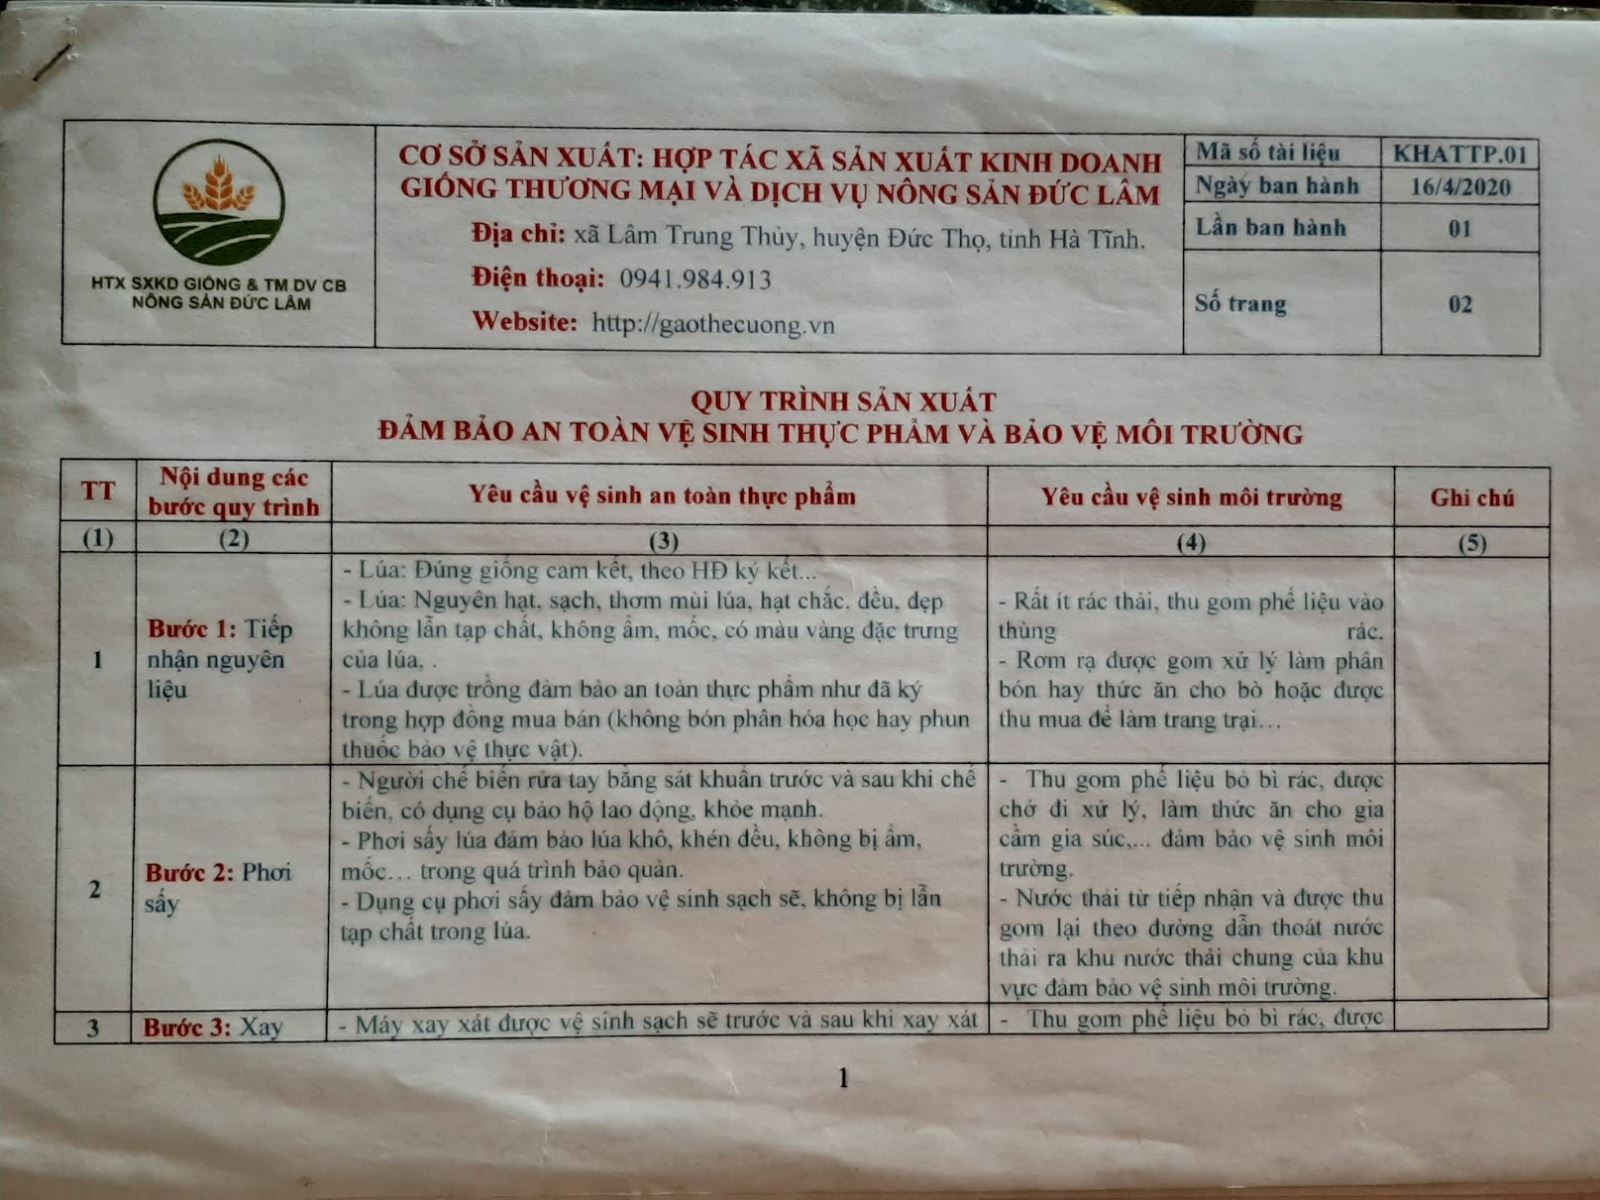 HTX SXKD GIỐNG & TM DV CB
NÔNG SẢN ĐỨC LÂM
CƠ SỞ SẢN XUẤT: HỢP TÁC XÃ SẢN XUẤT KINH DOANH
GIỐNG THƯƠNG MẠI VÀ DỊCH VỤ NÔNG SẢN ĐỨC LÂM
Địa chỉ: xã Lâm Trung Thủy, huyện Đức Thọ, tỉnh Hà Tĩnh.
Điện thoại: 0941.984.913
Website: http://gaothecuong.vn
Mã số tài liệu KHATTP.01
Ngày ban hành 16/4/2020
Lần ban hành 01
Số trang 02
QUY TRÌNH SẢN XUẤT
ĐẢM BẢO AN TOÀN VỆ SINH THỰC PHẨM VÀ BẢO VỆ MÔI TRƯỜNG
TT
Nội dung các
bước quy trình
Yêu cầu vệ sinh an toàn thực phẩm
Yêu cầu vệ sinh môi trường
Ghi chú
(1) (2) (3) (4) (5)
1
Bước 1: Tiếp
nhận nguyên
liệu
- Lúa: Đúng giống cam kết, theo HĐ ký kết...
- Lúa: Nguyên hạt, sạch, thơm mùi lúa, hạt chắc, đều, đẹp
không lẫn tạp chất, không ẩm, mốc, có màu vàng đặc trưng
của lúa, .
- Lúa được trồng đảm bảo an toàn thực phẩm như đã ký
trong hợp đồng mua bán (không bón phân hóa học hay phun
thuốc bảo vệ thực vật).
- Rất ít rác thải, thu gom phế liệu vào
thùng rác.
- Rơm rạ được gom xử lý làm phân
bón hay thức ăn cho bò hoặc được
thu mua để làm trang trại…
2
Bước 2: Phơi
sấy
- Người chế biến rửa tay bằng sát khuẩn trước và sau khi chế
biến, có dụng cụ bảo hộ lao động, khỏe mạnh.
- Phơi sấy lúa đảm bảo lúa khô, khén đều, không bị ẩm,
mốc… trong quá trình bảo quản.
- Dụng cụ phơi sấy đảm bảo vệ sinh sạch sẽ, không bị lẫn
tạp chất trong lúa.
- Thu gom phế liệu bỏ bì rác, được
chở đi xử lý, làm thức ăn cho gia
cầm gia súc,... đảm bảo vệ sinh môi
trường.
- Nước thải từ tiếp nhận và được thu
gom lại theo đường dẫn thoát nước
thải ra khu nước thải chung của khu
vực đảm bảo vệ sinh môi trường.
3
Bước 3: Xay
- Máy xay xát được vệ sinh sạch sẽ trước và sau khi xay xát
- Thu gom phế liệu bỏ bì rác, được
1